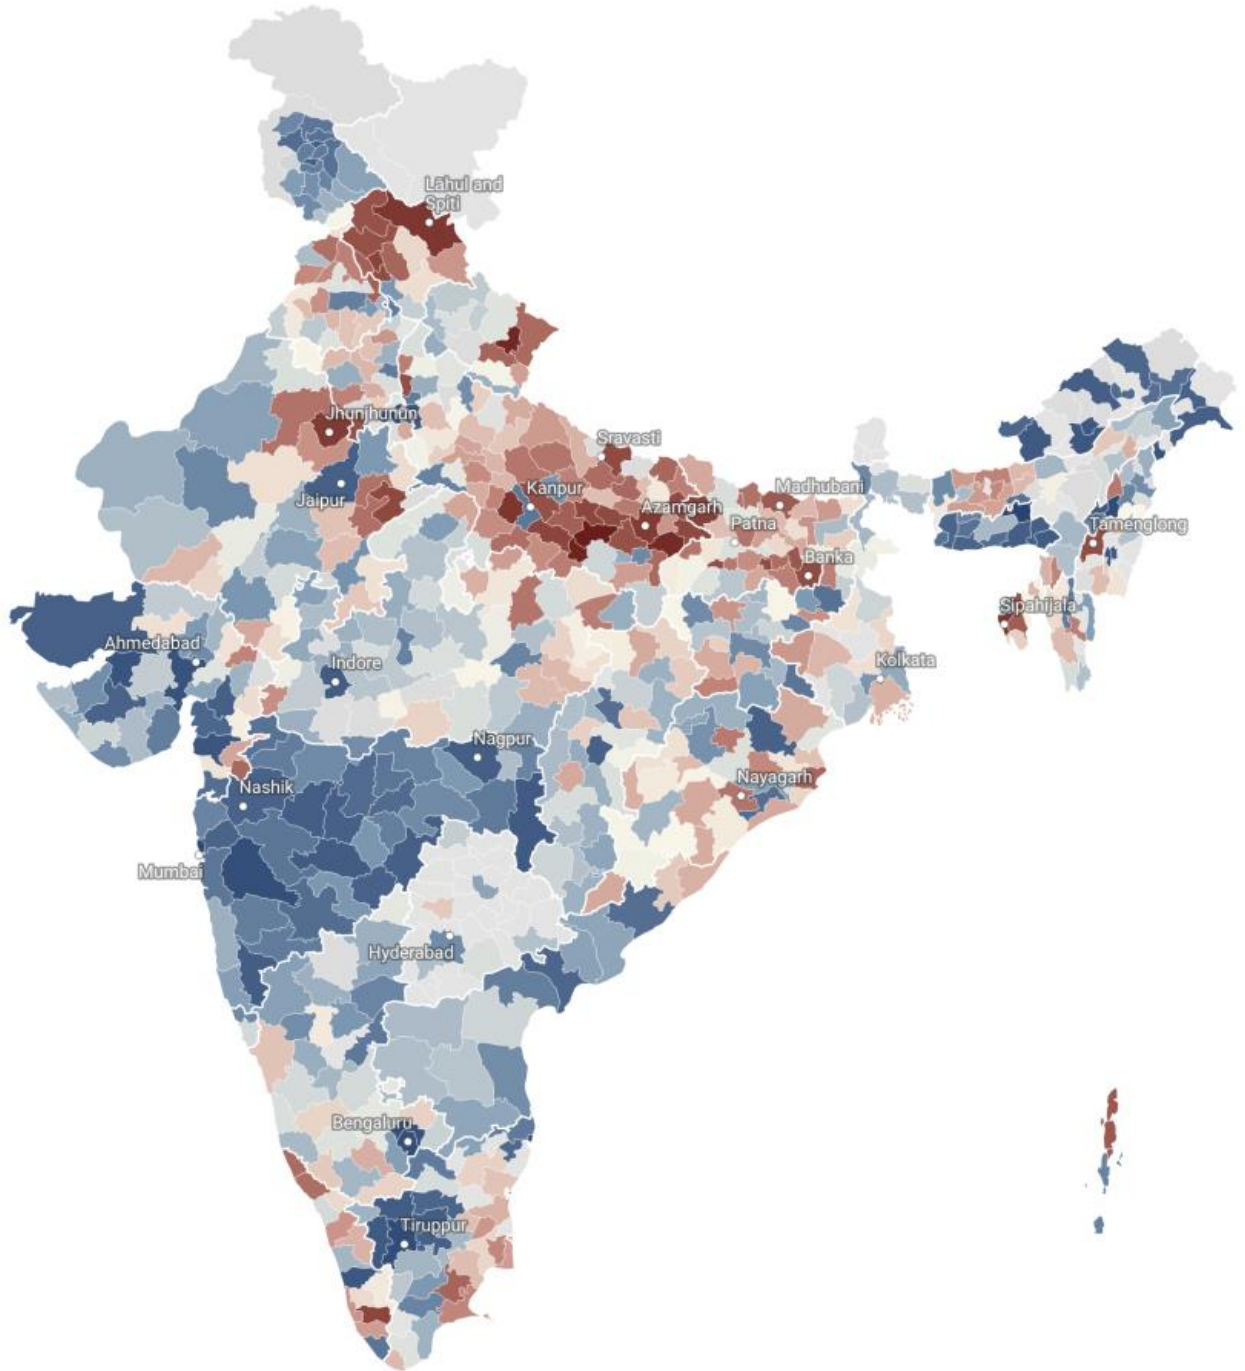 Lāhul and
Spiti
Jhunjhunun
Sravasti
Jaipur
Kanpur
Madhubani
Azamgarh
Patna
Tamenglong
Banka
Sipahijala
Ahmedabad
Indore
Kolkata
Nagpur
Nayagarh
Nashik
Mumbai
Hyderabad
Bengaluru
Tiruppur